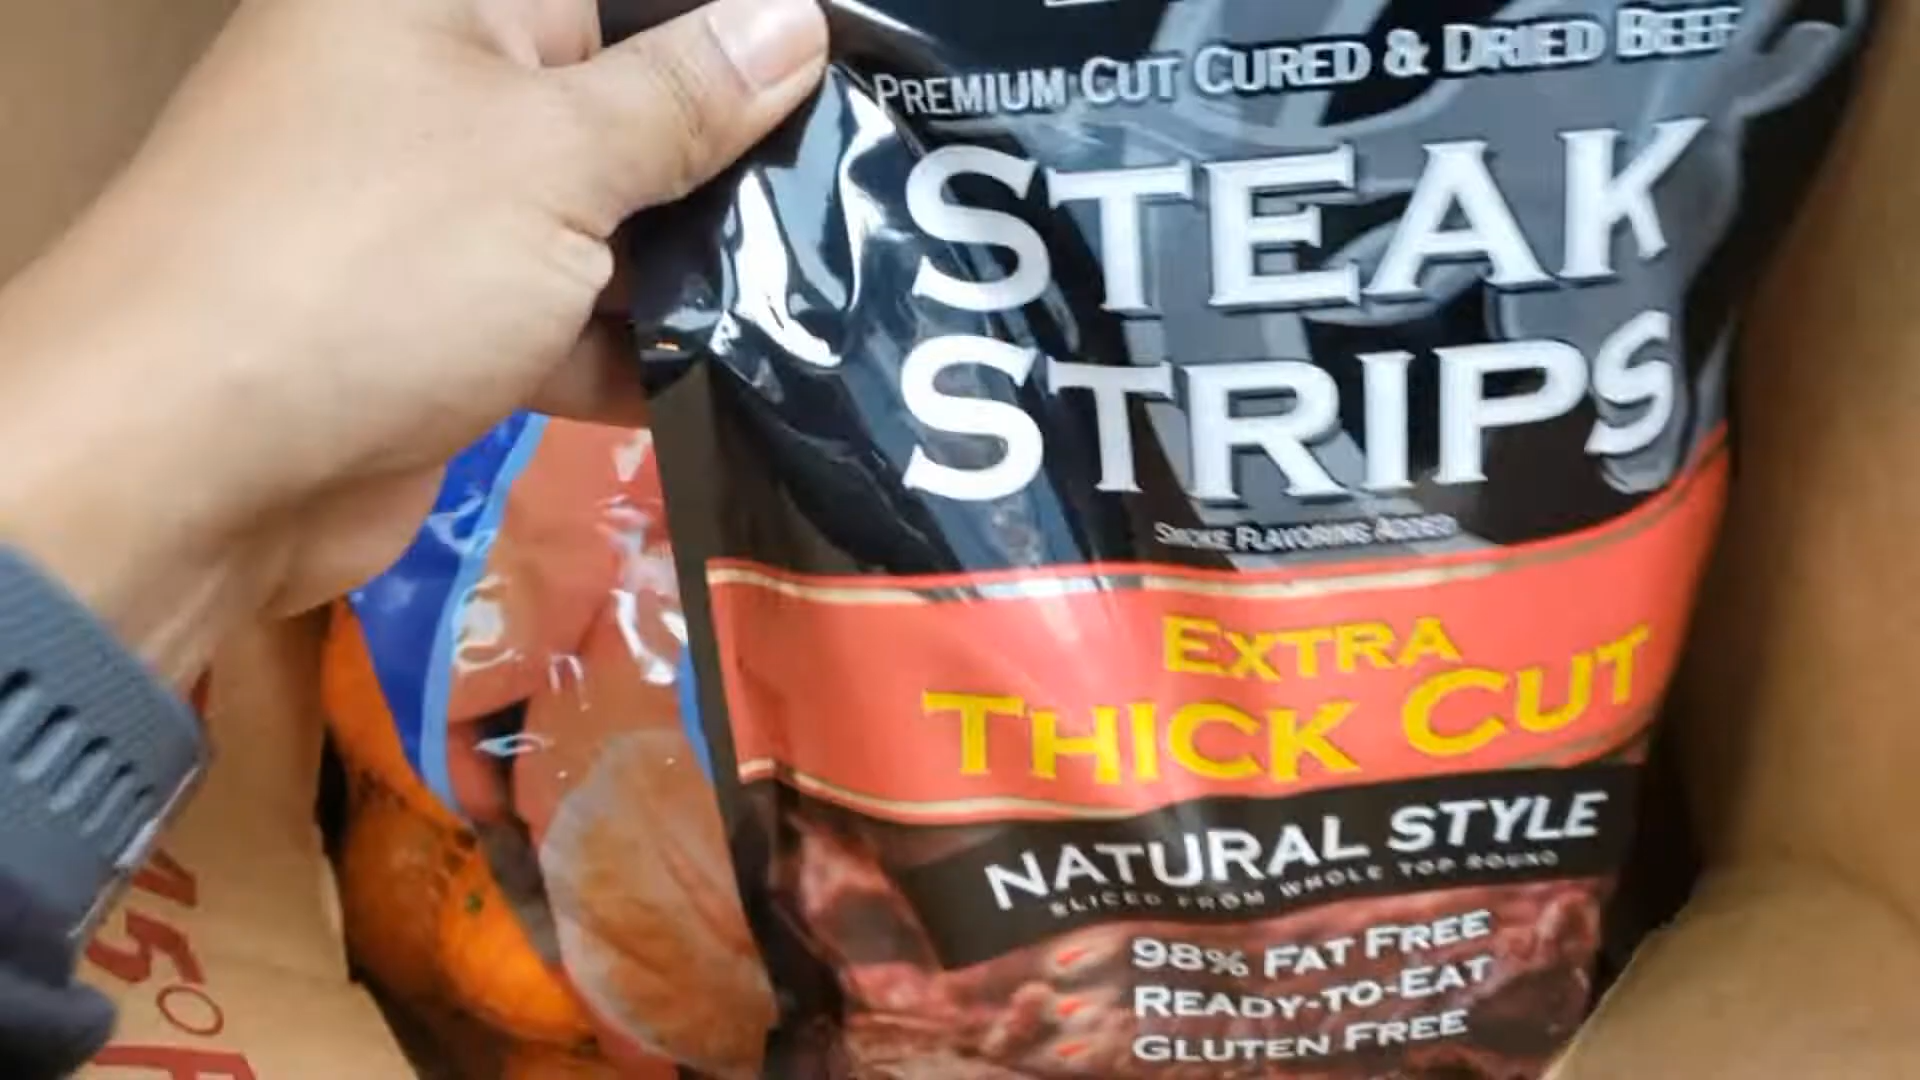 PREMIUM CUT CURED & DRIED BEEF
STEAK
STRIPS
SMOKE FLAVORING ADDED
EXTRA
THICK CUT
NATURAL STYLE
SLICED FROM WHOLE TOP ROUND
98% FAT FREE
READY-TO-EAT
GLUTEN FREE